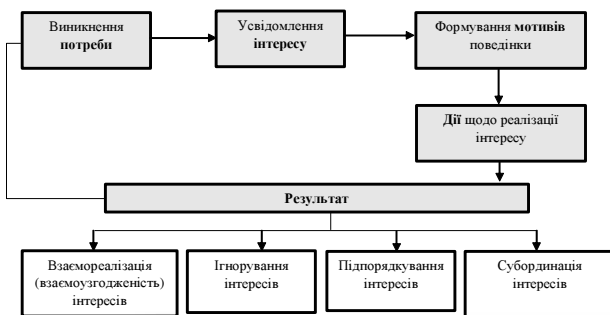 Виникнення
потреби
Усвідомлення
інтересу
Формування мотивів
поведінки
Дії щодо реалізації
інтересу
Результат
Взаємореалізація
(взаємоузгодженість)
інтересів
Ігнорування
інтересів
Підпорядкування
інтересів
Субординація
інтересів